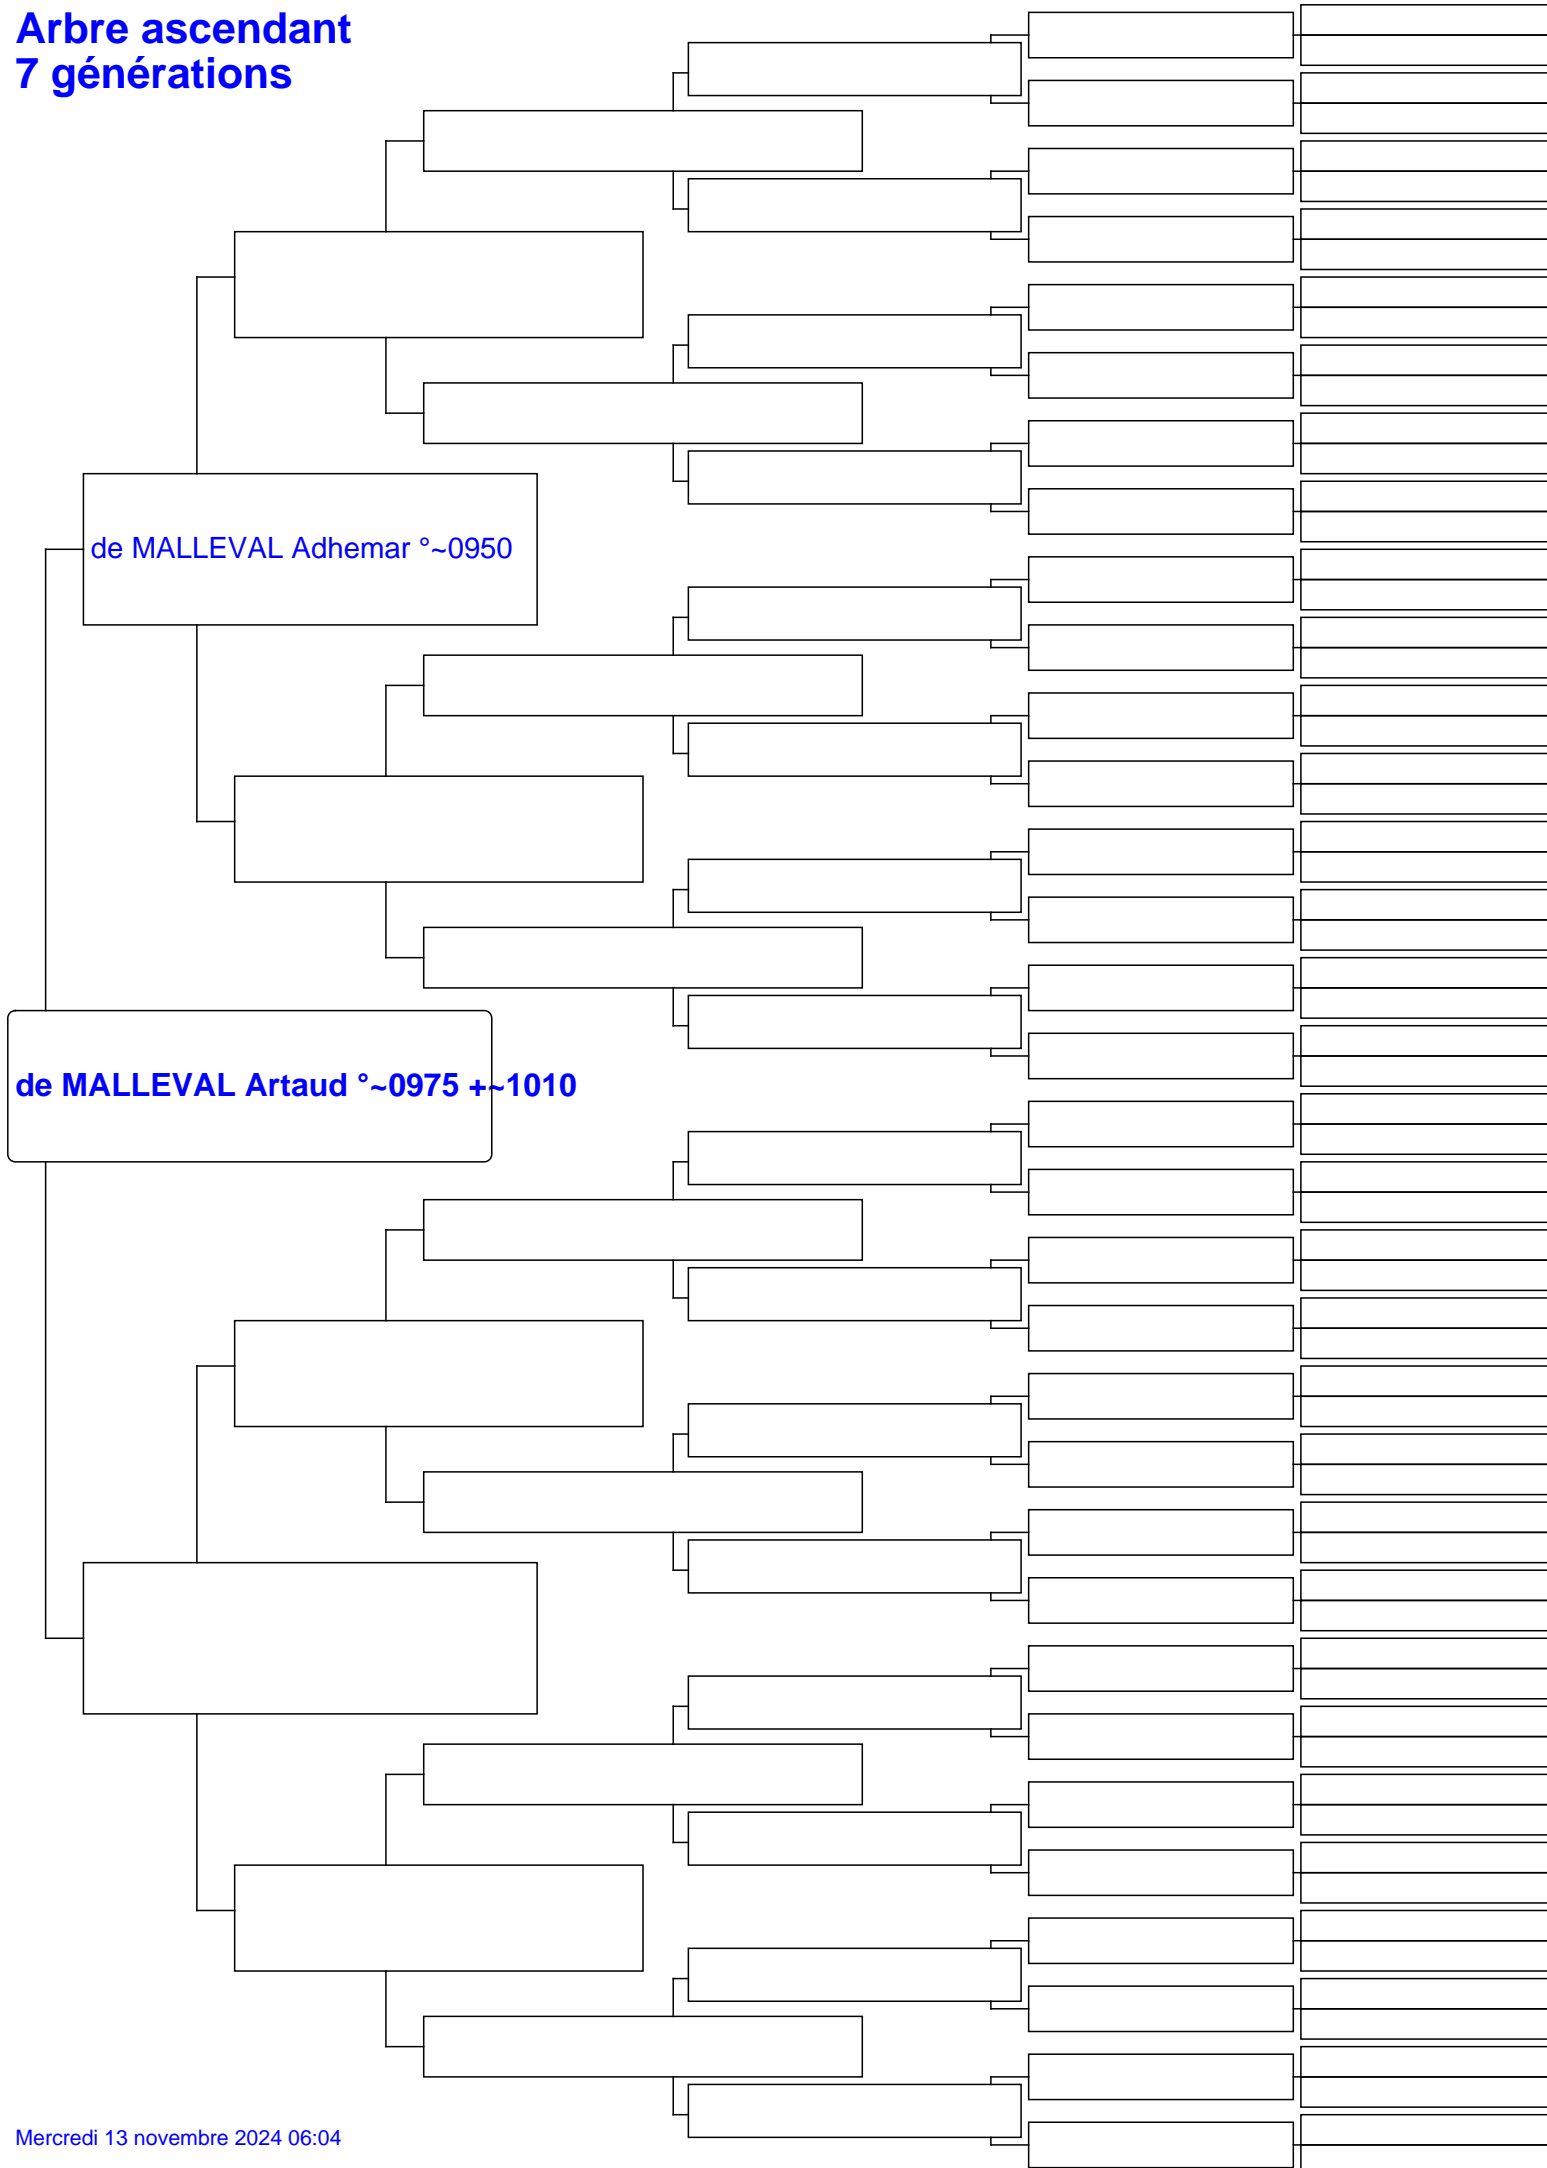 Arbre ascendant
7 générations
de MALLEVAL Adhemar °~0950
de MALLEVAL Artaud °~0975 +~1010
Mercredi 13 novembre 2024 06:04